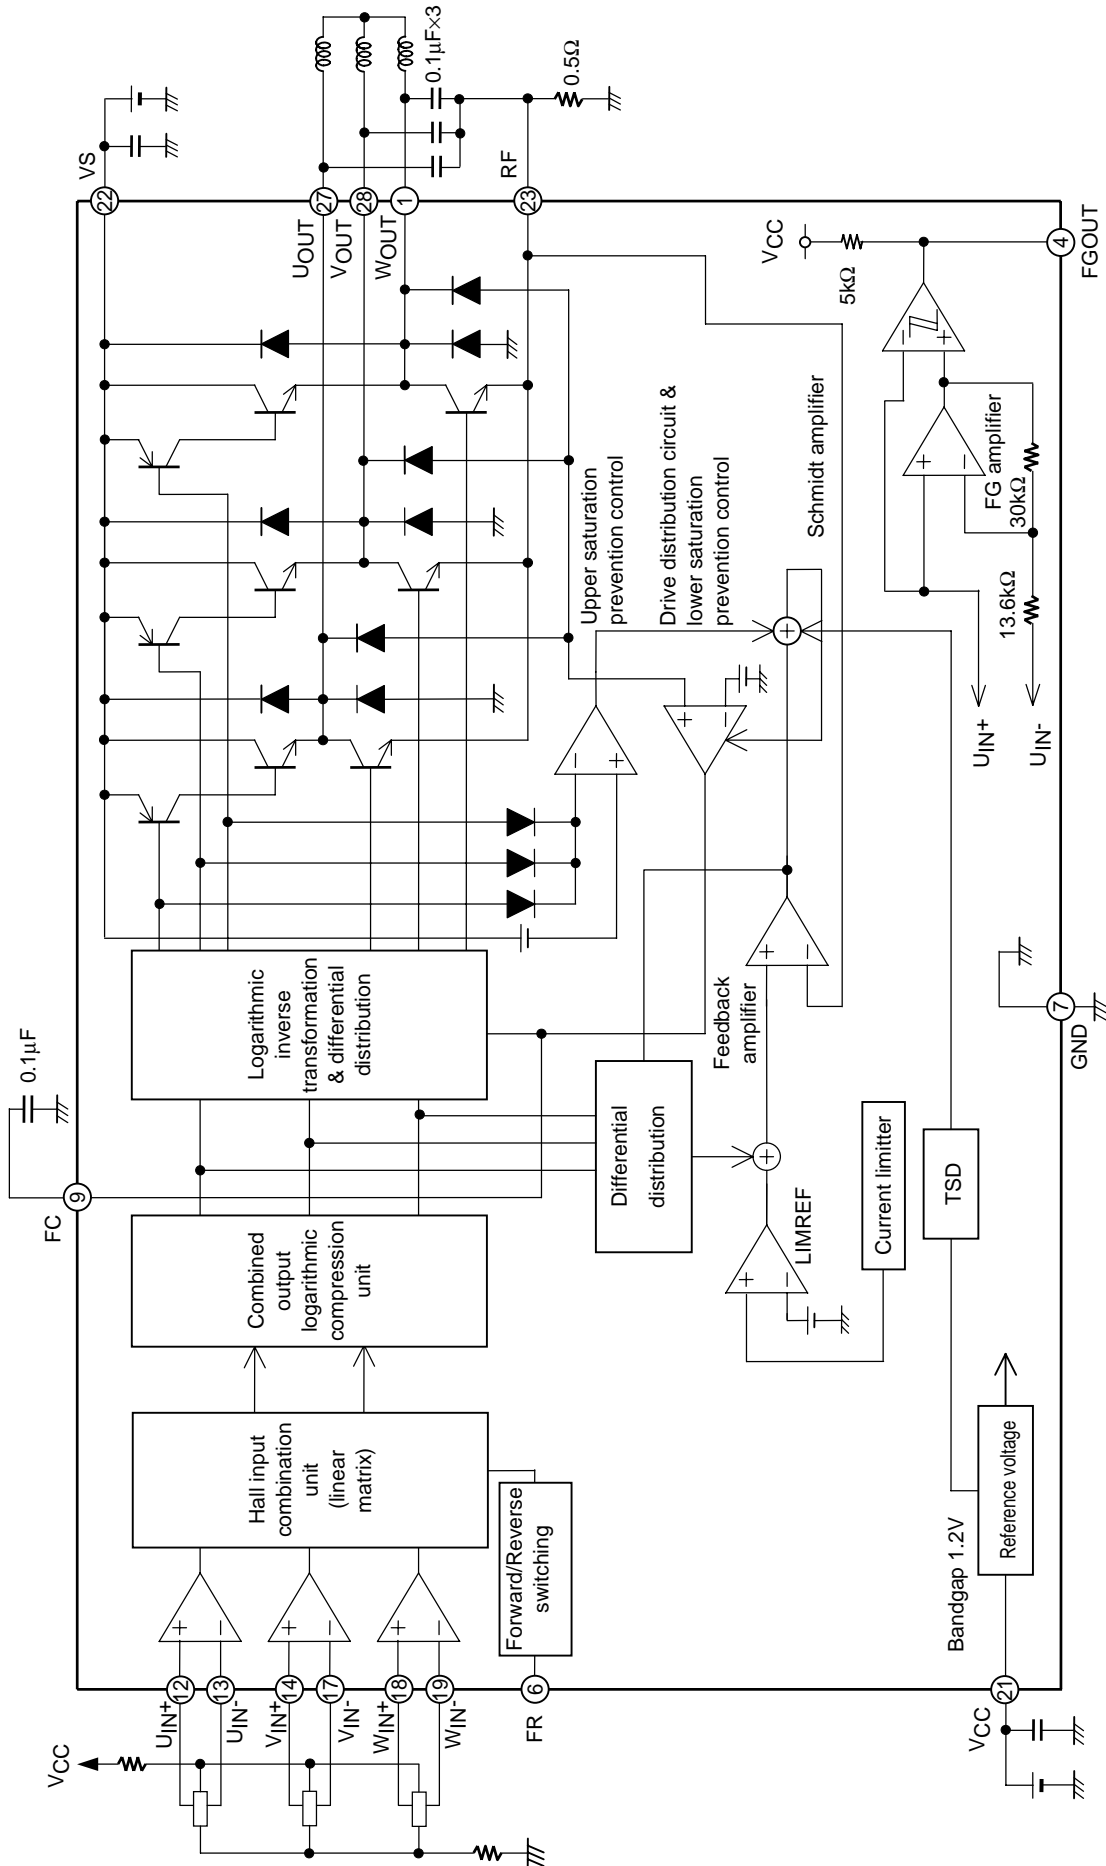 VS
22
UOUT
27
VOUT
28
WOUT
1
0.1µF×3
RF
23
0.5Ω
VCC
5kΩ
4
FGOUT
Schmidt amplifier
FG amplifier
30kΩ
13.6kΩ
UIN+
UIN-
Upper saturation
prevention control
Drive distribution circuit &
lower saturation
prevention control
+
−
+
−
+
+
−
−
+
0.1µF
FC
9
Logarithmic
inverse
transformation
& differential
distribution
Combined
output
logarithmic
compression
unit
Hall input
combination
unit
(linear
matrix)
Differential
distribution
Feedback
amplifier
+
−
+
LIMREF
+
−
Current limitter
TSD
7
GND
Bandgap 1.2V
Reference voltage
Forward/Reverse
switching
+
−
+
−
+
−
12
UIN+
13
UIN-
14
VIN+
17
VIN-
18
WIN+
19
WIN-
6
FR
21
VCC
VCC